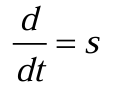 d/dt = s